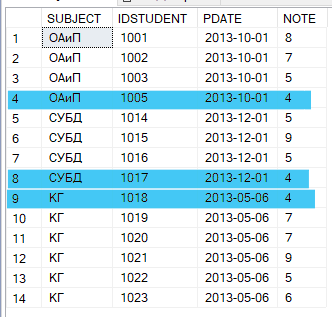 SUBJECT IDSTUDENT PDATE NOTE
1 ОАиП 1001 2013-10-01 8
2 ОАиП 1002 2013-10-01 7
3 ОАиП 1003 2013-10-01 5
4 ОАиП 1005 2013-10-01 4
5 СУБД 1014 2013-12-01 5
6 СУБД 1015 2013-12-01 9
7 СУБД 1016 2013-12-01 5
8 СУБД 1017 2013-12-01 4
9 КГ 1018 2013-05-06 4
10 КГ 1019 2013-05-06 7
11 КГ 1020 2013-05-06 7
12 КГ 1021 2013-05-06 9
13 КГ 1022 2013-05-06 5
14 КГ 1023 2013-05-06 6